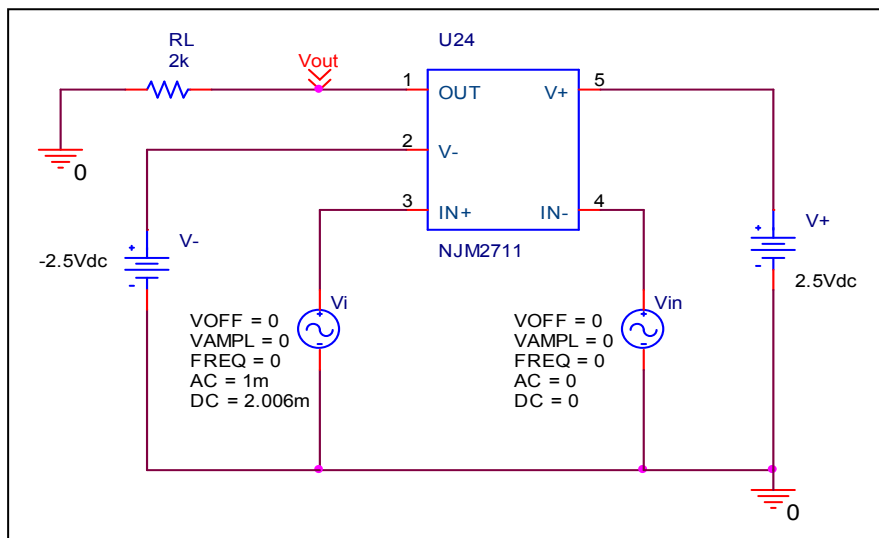 RL
2k
Vout
U24
1
OUT
V+
5
0
2
V-
3
IN+
IN-
4
NJM2711
V-
-2.5Vdc
V+
2.5Vdc
Vi
VOFF = 0
VAMPL = 0
FREQ = 0
AC = 1m
DC = 2.006m
Vin
VOFF = 0
VAMPL = 0
FREQ = 0
AC = 0
DC = 0
0